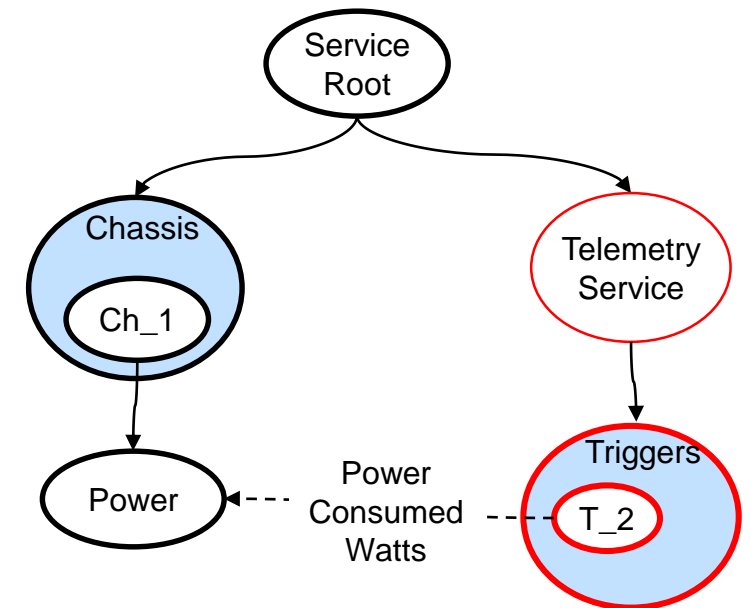 Service
Root
Chassis
Ch_1
Telemetry
Service
Power
Power
Consumed
Watts
Triggers
T_2